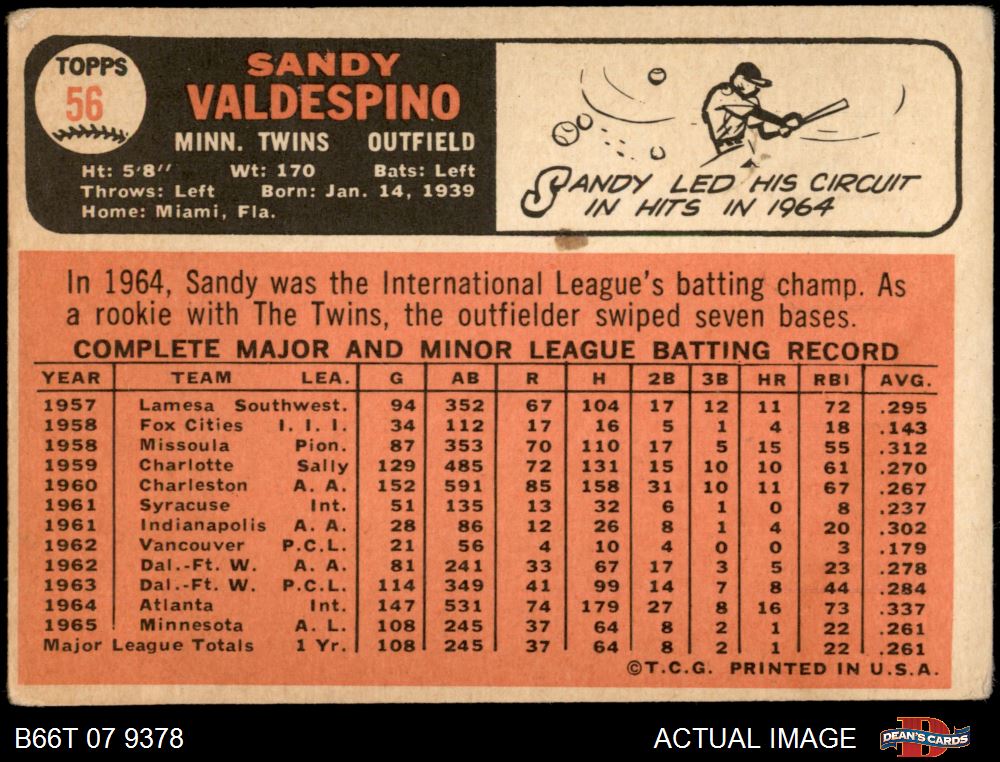 TOPPS
56
SANDY
VALDESPINO
MINN. TWINS OUTFIELD
Ht: 5'8" Wt: 170 Bats: Left
Throws: Left Born: Jan. 14, 1939
Home: Miami, Fla.
SANDY LED HIS CIRCUIT
IN HITS IN 1964
In 1964, Sandy was the International League's batting champ. As
a rookie with The Twins, the outfielder swiped seven bases.
COMPLETE MAJOR AND MINOR LEAGUE BATTING RECORD
YEAR TEAM LEA. G AB R H 2B 3B HR RBI AVG.
1957 Lamesa Southwest. 94 352 67 104 17 12 11 72 .295
1958 Fox Cities I. I. I. 34 112 17 16 5 1 4 18 .143
1958 Missoula Pion. 87 353 70 110 17 5 15 55 .312
1959 Charlotte Sally 129 485 72 131 15 10 10 61 .270
1960 Charleston A. A. 152 591 85 158 31 10 11 67 .267
1961 Syracuse Int. 51 135 13 32 6 1 0 8 .237
1961 Indianapolis A. A. 28 86 12 26 8 1 4 20 .302
1962 Vancouver P.C.L. 21 56 4 10 4 0 0 3 .179
1962 Dal.-Ft. W. A. A. 81 241 33 67 17 3 5 23 .278
1963 Dal.-Ft. W. P.C.L. 114 349 41 99 14 7 8 44 .284
1964 Atlanta Int. 147 531 74 179 27 8 16 73 .337
1965 Minnesota A. L. 108 245 37 64 8 2 1 22 .261
Major League Totals 1 Yr. 108 245 37 64 8 2 1 22 .261
©T.C.G. PRINTED IN U.S.A.
B66T 07 9378
ACTUAL IMAGE
D
DEAN'S CARDS